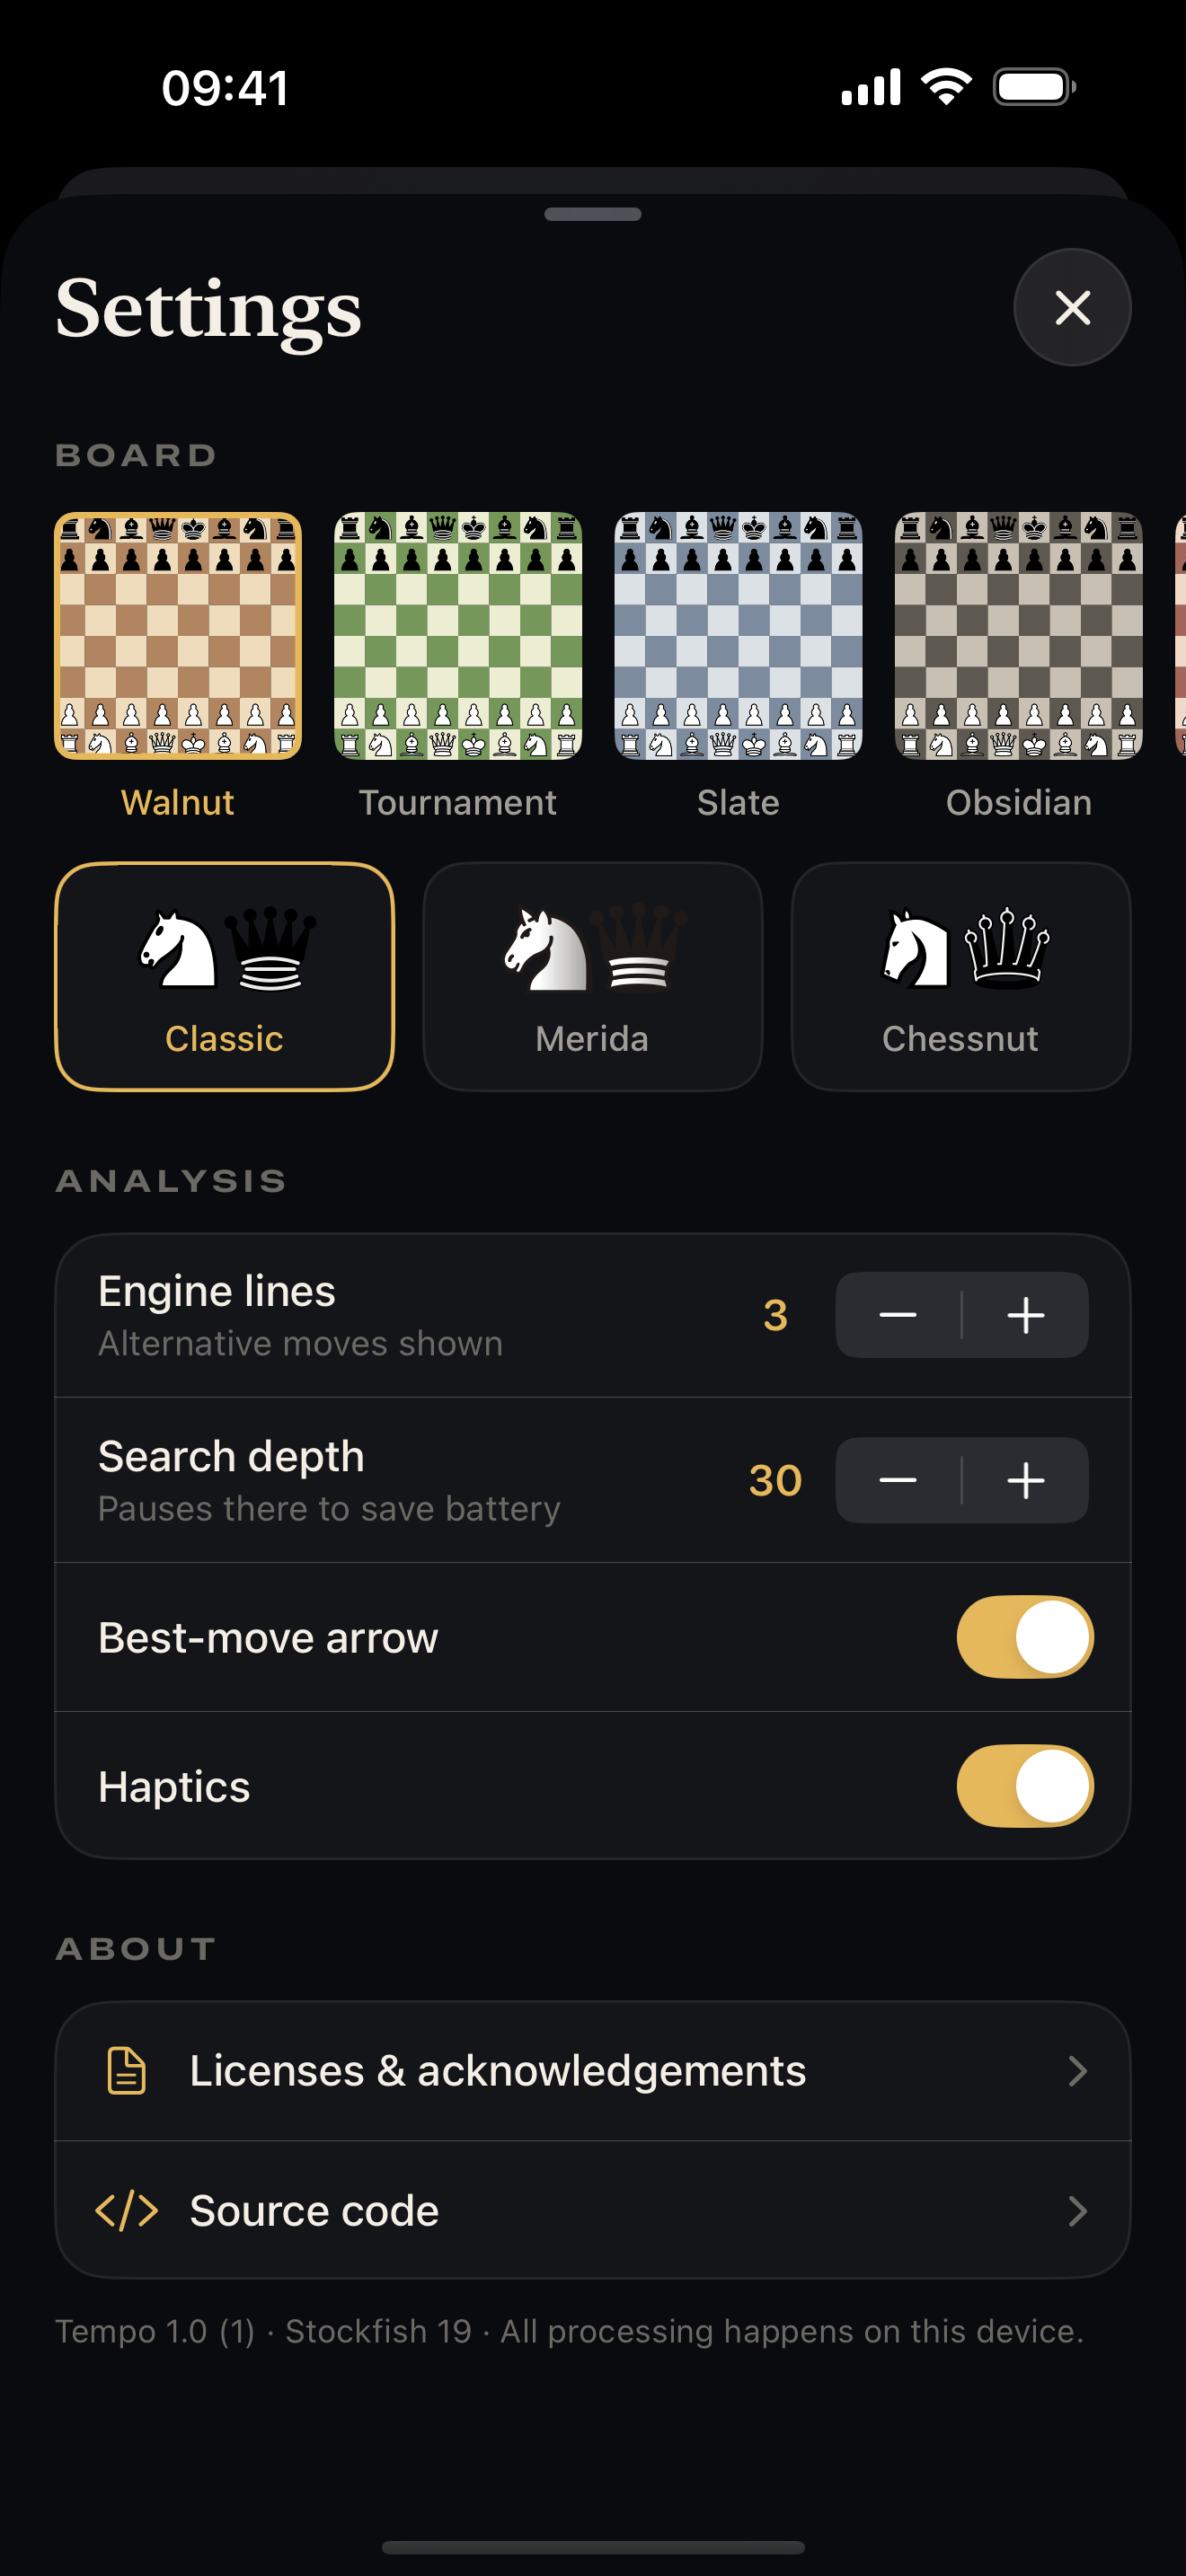 09:41
Settings
BOARD
Walnut
Tournament
Slate
Obsidian
Classic
Merida
Chessnut
ANALYSIS
Engine lines
Alternative moves shown
3
Search depth
Pauses there to save battery
30
Best-move arrow
Haptics
ABOUT
Licenses & acknowledgements
</> Source code
Tempo 1.0 (1) · Stockfish 19 · All processing happens on this device.